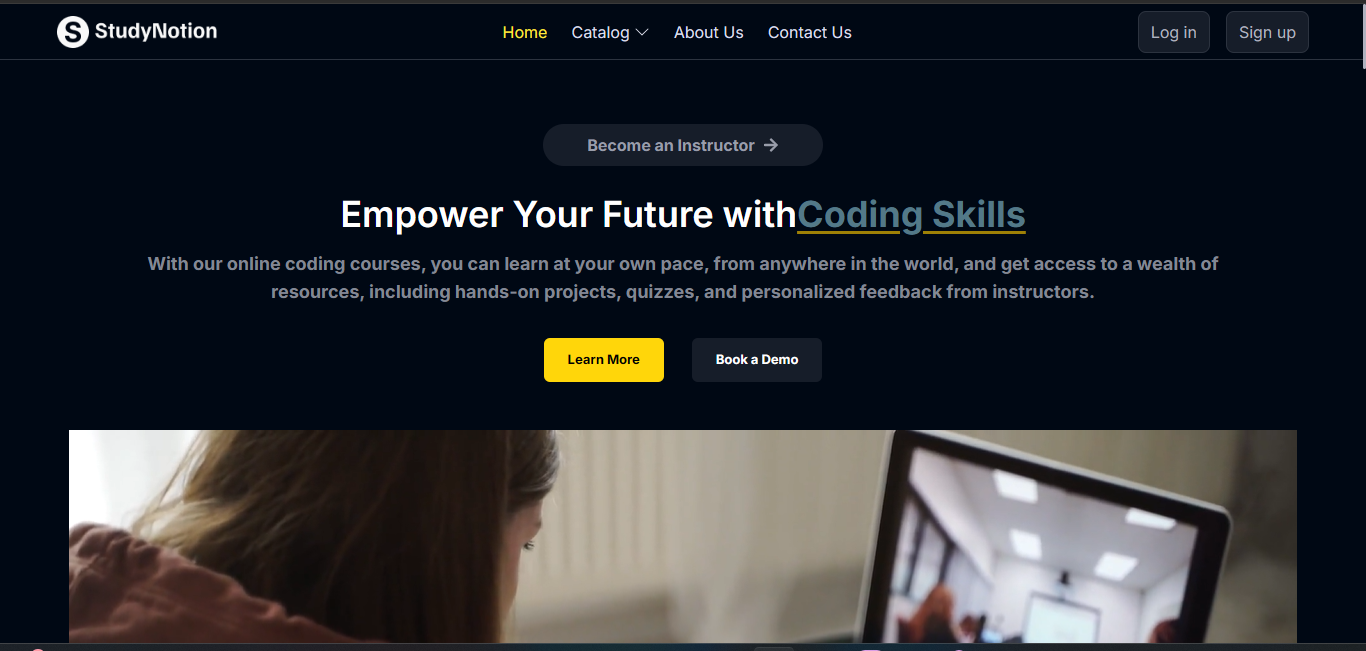 S StudyNotion
Home Catalog About Us Contact Us
Log in Sign up
Become an Instructor →
Empower Your Future withCoding Skills
With our online coding courses, you can learn at your own pace, from anywhere in the world, and get access to a wealth of
resources, including hands-on projects, quizzes, and personalized feedback from instructors.
Learn More Book a Demo